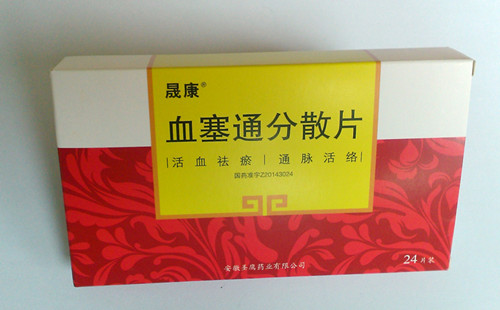 晟康®
血塞通分散片
|活血祛瘀|通脉活络|
国药准字Z20143024
安徽圣鹰药业有限公司
24片装